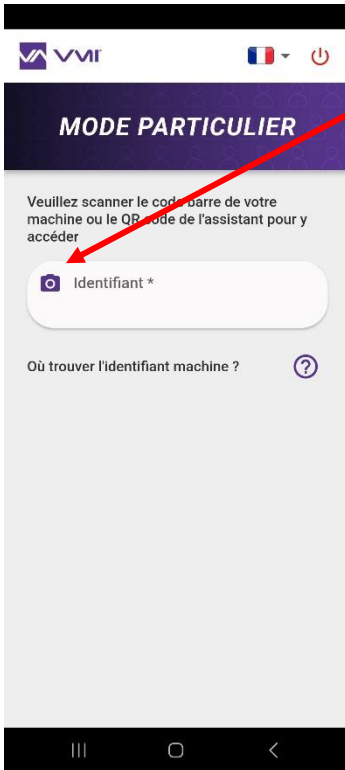 VMI
MODE PARTICULIER
Veuillez scanner le code barre de votre
machine ou le QR code de l'assistant pour y
accéder
Identifiant *
Où trouver l'identifiant machine ?